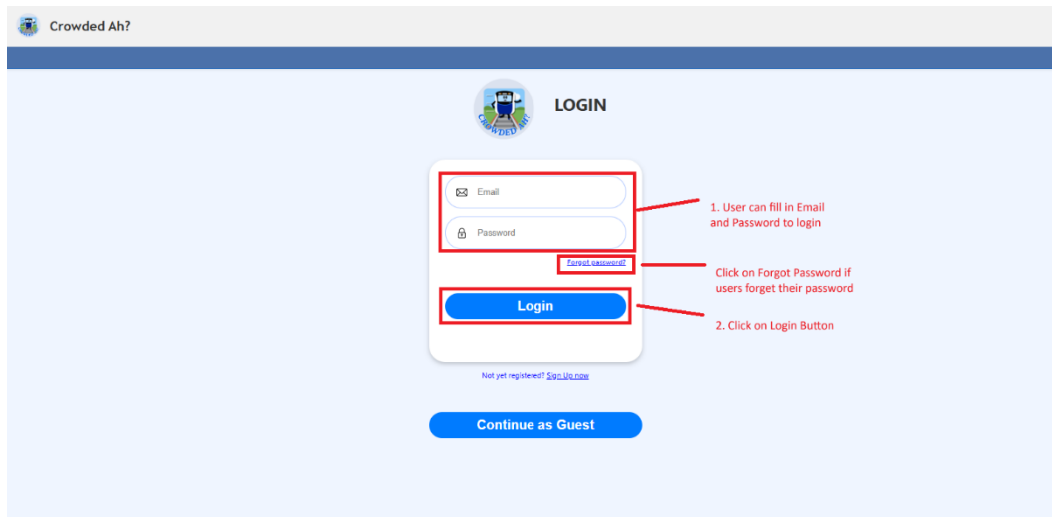 Crowded Ah?
CROWDED AH?
LOGIN
Email
Password
Forgot password?
Login
Not yet registered? Sign Up now
Continue as Guest
1. User can fill in Email
and Password to login
Click on Forgot Password if
users forget their password
2. Click on Login Button